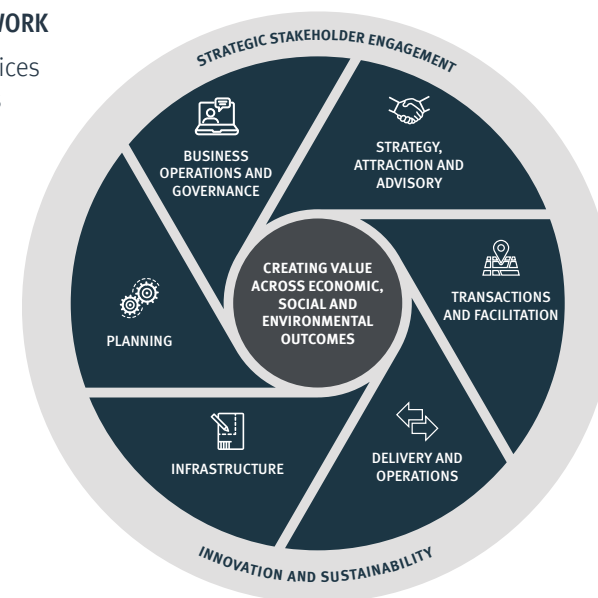 WORK
ices
STRATEGIC STAKEHOLDER ENGAGEMENT
BUSINESS
OPERATIONS AND
GOVERNANCE
STRATEGY,
ATTRACTION AND
ADVISORY
CREATING VALUE
ACROSS ECONOMIC,
SOCIAL AND
ENVIRONMENTAL
OUTCOMES
TRANSACTIONS
AND FACILITATION
PLANNING
INFRASTRUCTURE
DELIVERY AND
OPERATIONS
INNOVATION AND SUSTAINABILITY